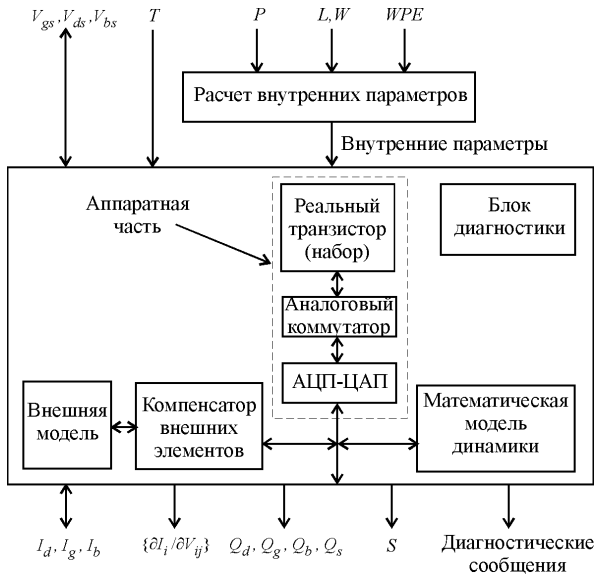 V_gs, V_ds, V_bs T P L,W WPE
Расчет внутренних параметров
Внутренние параметры
Аппаратная
часть
Реальный
транзистор
(набор)
Блок
диагностики
Аналоговый
коммутатор
АЦП-ЦАП
Внешняя
модель
Компенсатор
внешних
элементов
Математическая
модель
динамики
I_d, I_g, I_b {∂I_i/∂V_ij} Q_d, Q_g, Q_b, Q_s S Диагностические
сообщения